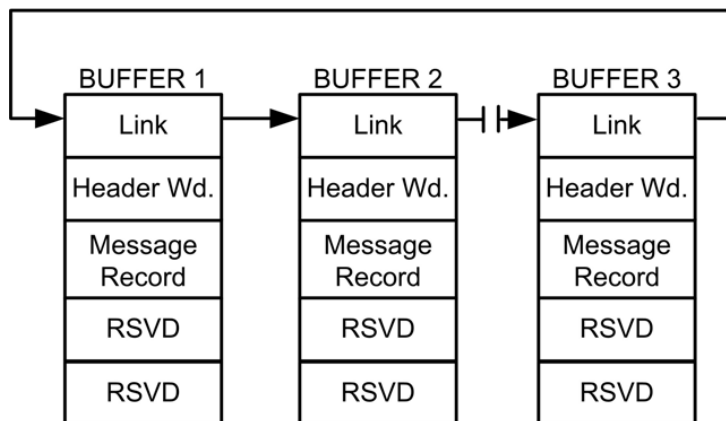 BUFFER 1
Link
Header Wd.
Message
Record
RSVD
RSVD
BUFFER 2
Link
Header Wd.
Message
Record
RSVD
RSVD
BUFFER 3
Link
Header Wd.
Message
Record
RSVD
RSVD